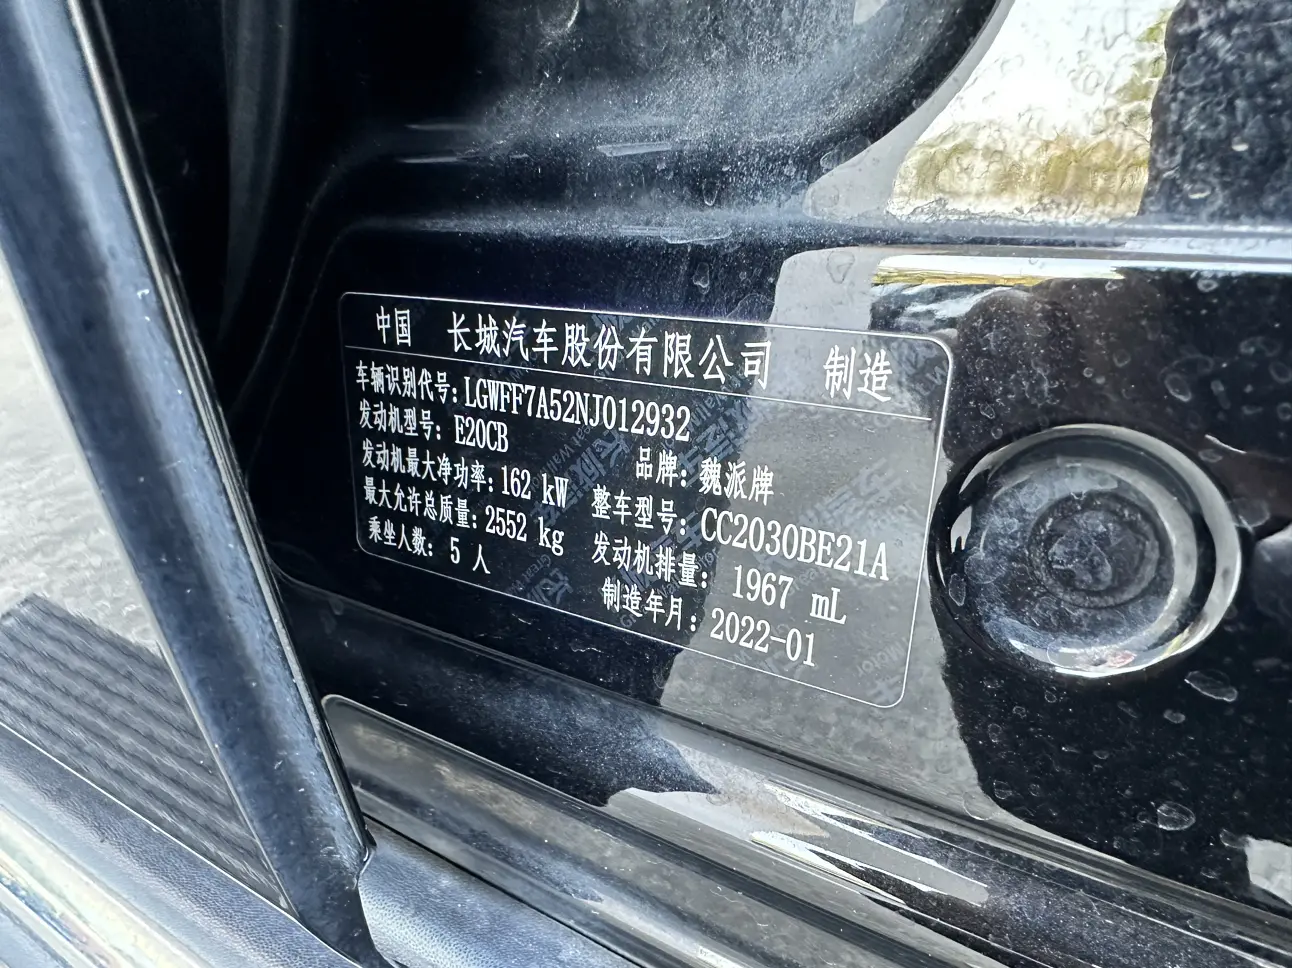 中国 长城汽车股份有限公司 制造
车辆识别代号：LGWFF7A52NJ012932
发动机型号：E20CB
品牌：魏派牌
发动机最大净功率：162 kW
整车型号：CC2030BE21A
最大允许总质量：2552 kg
发动机排量：1967 mL
乘坐人数：5 人
制造年月：2022-01